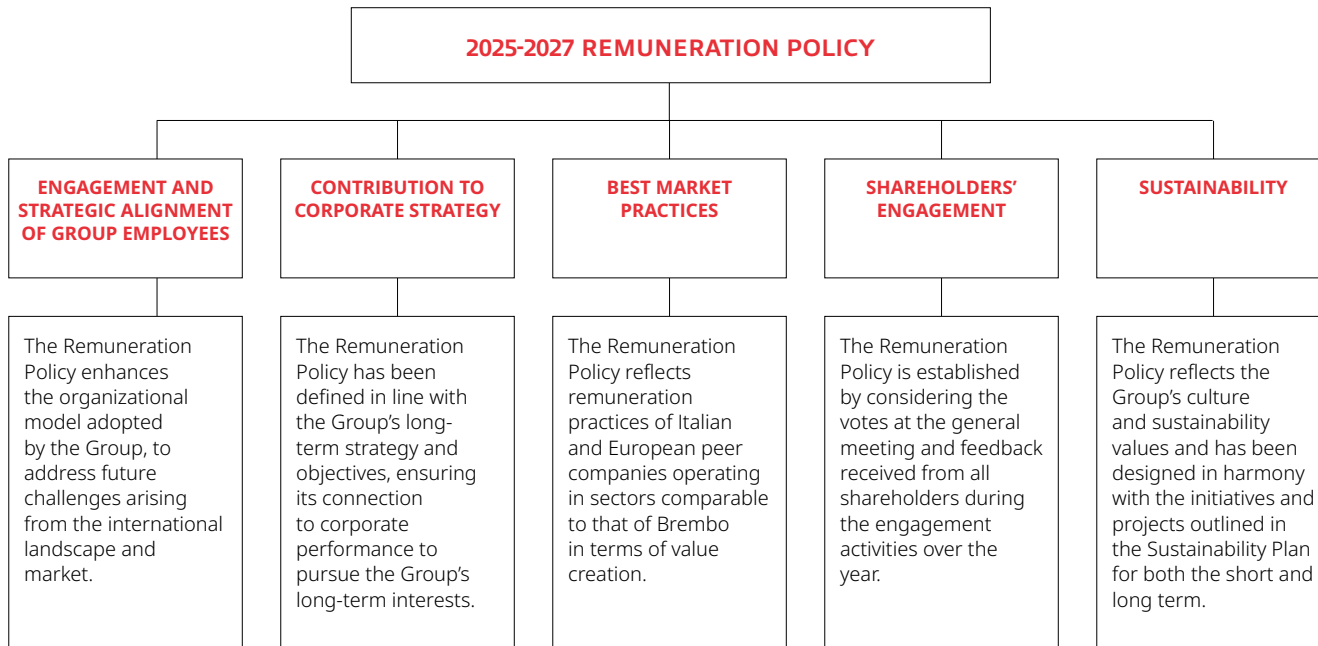 2025-2027 REMUNERATION POLICY
ENGAGEMENT AND
STRATEGIC ALIGNMENT
OF GROUP EMPLOYEES
The Remuneration
Policy enhances
the organizational
model adopted
by the Group, to
address future
challenges arising
from the international
landscape and
market.
CONTRIBUTION TO
CORPORATE STRATEGY
The Remuneration
Policy has been
defined in line with
the Group’s long-
term strategy and
objectives, ensuring
its connection
to corporate
performance to
pursue the Group’s
long-term interests.
BEST MARKET
PRACTICES
The Remuneration
Policy reflects
remuneration
practices of Italian
and European peer
companies operating
in sectors comparable
to that of Brembo
in terms of value
creation.
SHAREHOLDERS’
ENGAGEMENT
The Remuneration
Policy is established
by considering the
votes at the general
meeting and feedback
received from all
shareholders during
the engagement
activities over the
year.
SUSTAINABILITY
The Remuneration
Policy reflects the
Group’s culture
and sustainability
values and has been
designed in harmony
with the initiatives and
projects outlined in
the Sustainability Plan
for both the short and
long term.